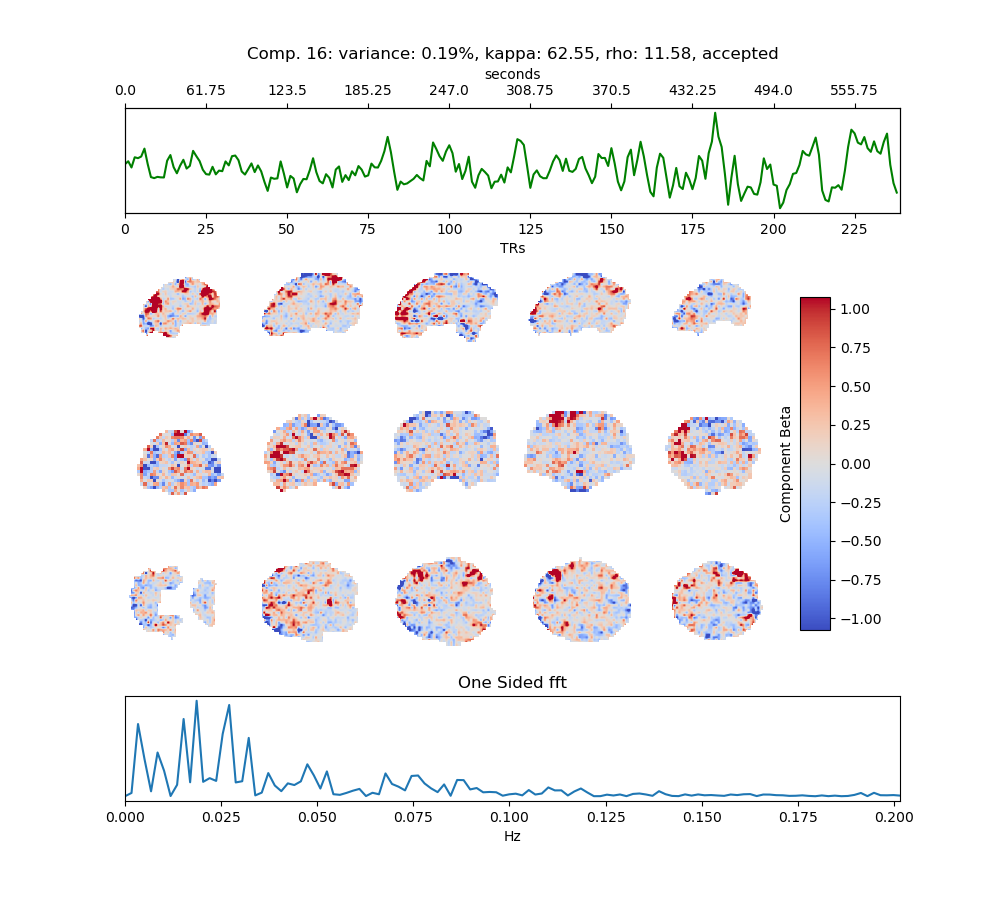 Comp. 16: variance: 0.19%, kappa: 62.55, rho: 11.58, accepted
seconds
0.0 61.75 123.5 185.25 247.0 308.75 370.5 432.25 494.0 555.75
0 25 50 75 100 125 150 175 200 225
TRs
1.00
0.75
0.50
0.25
0.00
−0.25
−0.50
−0.75
−1.00
Component Beta
One Sided fft
0.000 0.025 0.050 0.075 0.100 0.125 0.150 0.175 0.200
Hz